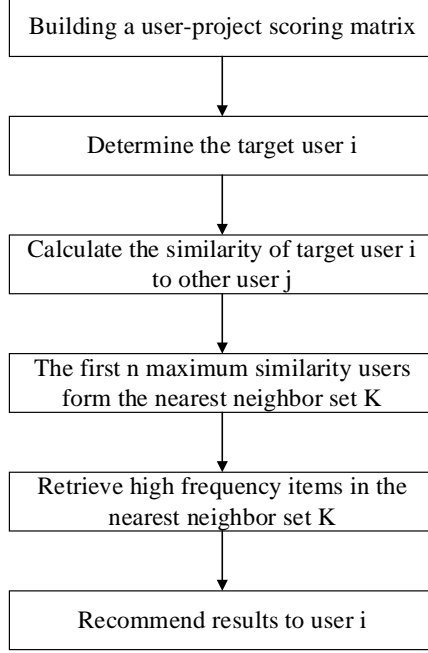 Building a user-project scoring matrix
Determine the target user i
Calculate the similarity of target user i
to other user j
The first n maximum similarity users
form the nearest neighbor set K
Retrieve high frequency items in the
nearest neighbor set K
Recommend results to user i